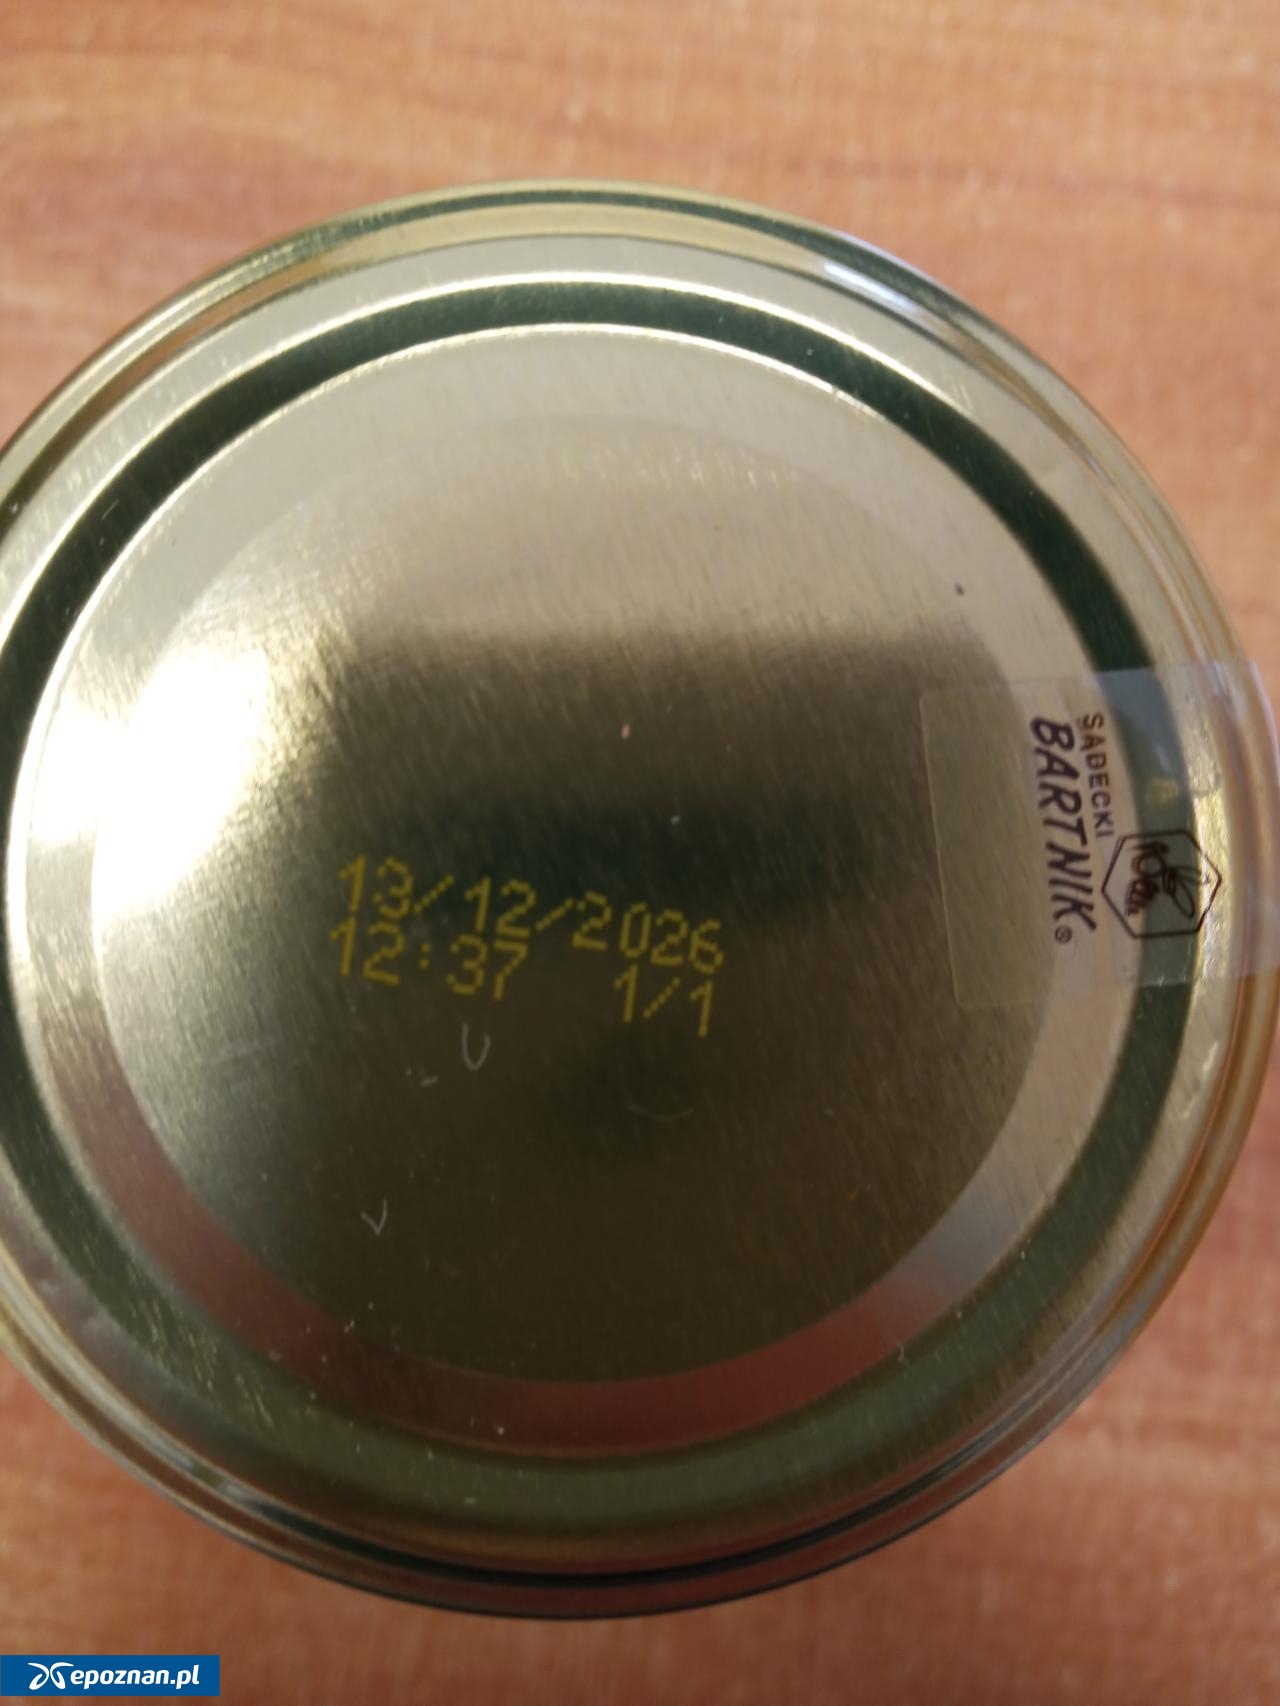 13/12/2026
12:37 1/1
SĄDECKI
BARTNIK®
epoznan.pl